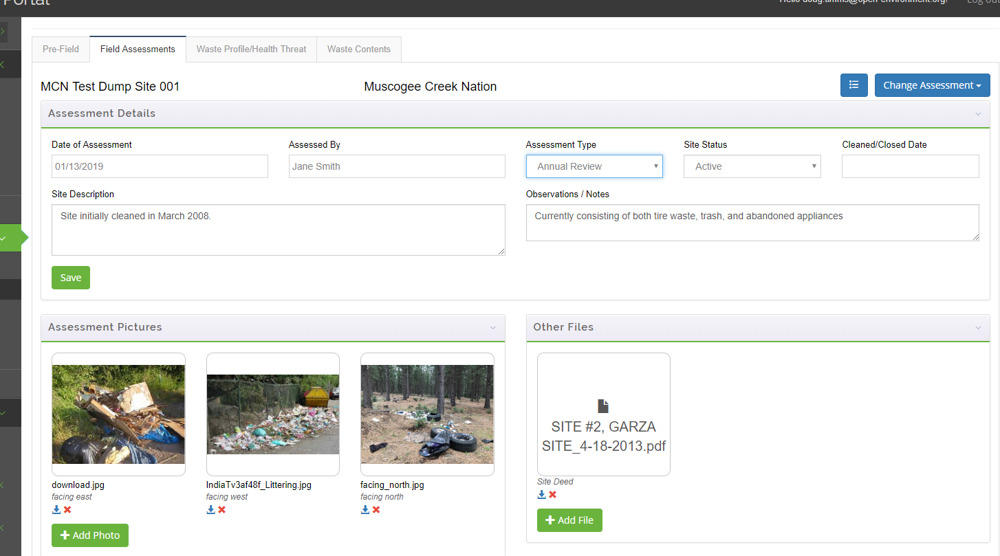 Portal
Hello doug.timms@open-environment.org!
Log out
Pre-Field
Field Assessments
Waste Profile/Health Threat
Waste Contents
MCN Test Dump Site 001
Muscogee Creek Nation
Change Assessment
Assessment Details
Date of Assessment
Assessed By
Assessment Type
Site Status
Cleaned/Closed Date
01/13/2019
Jane Smith
Annual Review
Active
Site Description
Observations / Notes
Site initially cleaned in March 2008.
Currently consisting of both tire waste, trash, and abandoned appliances
Save
Assessment Pictures
Other Files
SITE #2, GARZA
SITE_4-18-2013.pdf
download.jpg
IndiaTv3af48f_Littering.jpg
facing_north.jpg
facing east
facing west
facing north
Site Deed
Add File
Add Photo